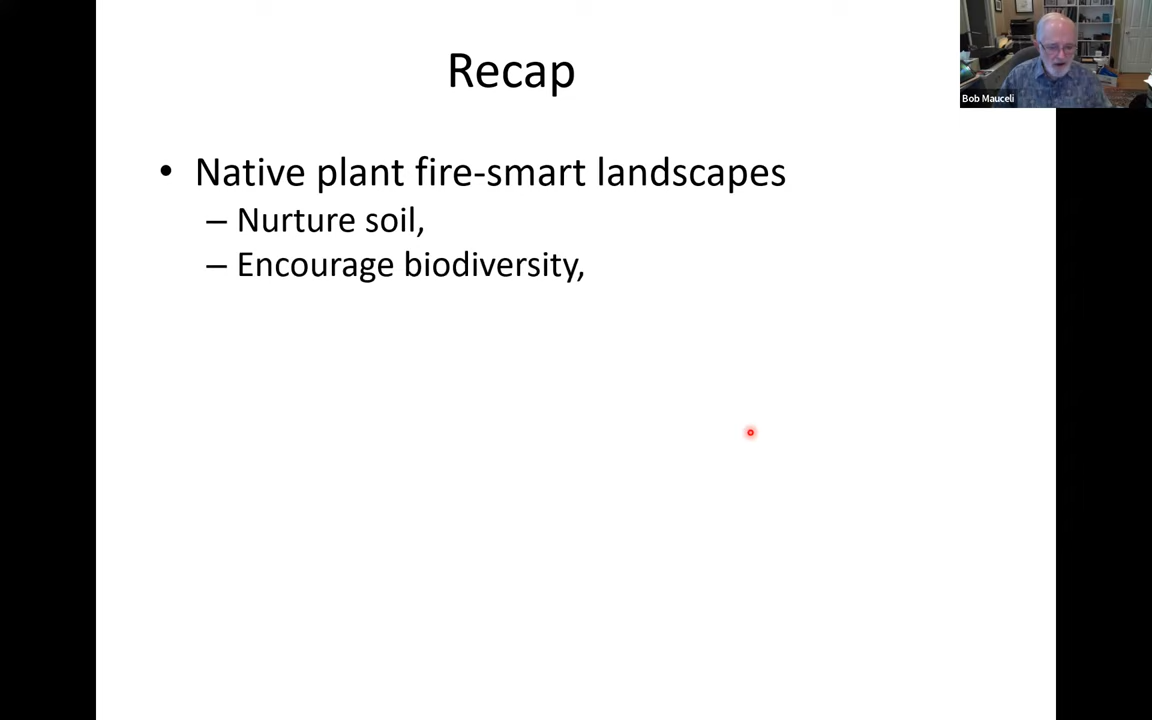 Recap
Bob Mauceli
• Native plant fire-smart landscapes
– Nurture soil,
– Encourage biodiversity,